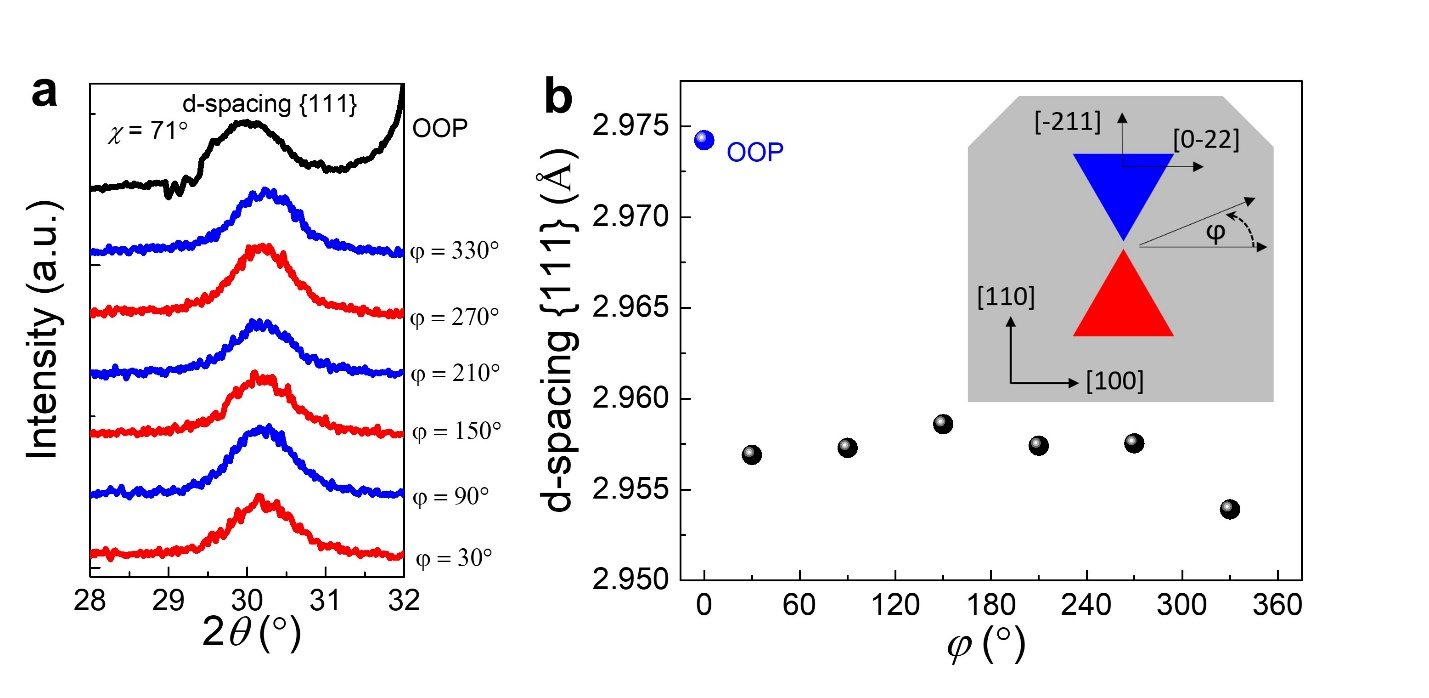 a
d-spacing {111}
χ = 71°
OOP
φ = 330°
φ = 270°
φ = 210°
φ = 150°
φ = 90°
φ = 30°
Intensity (a.u.)
28 29 30 31 32
2θ (°)
b
2.975
2.970
2.965
2.960
2.955
2.950
d-spacing {111} (Å)
OOP
[-211]
[0-22]
φ
[110]
[100]
0 60 120 180 240 300 360
φ (°)